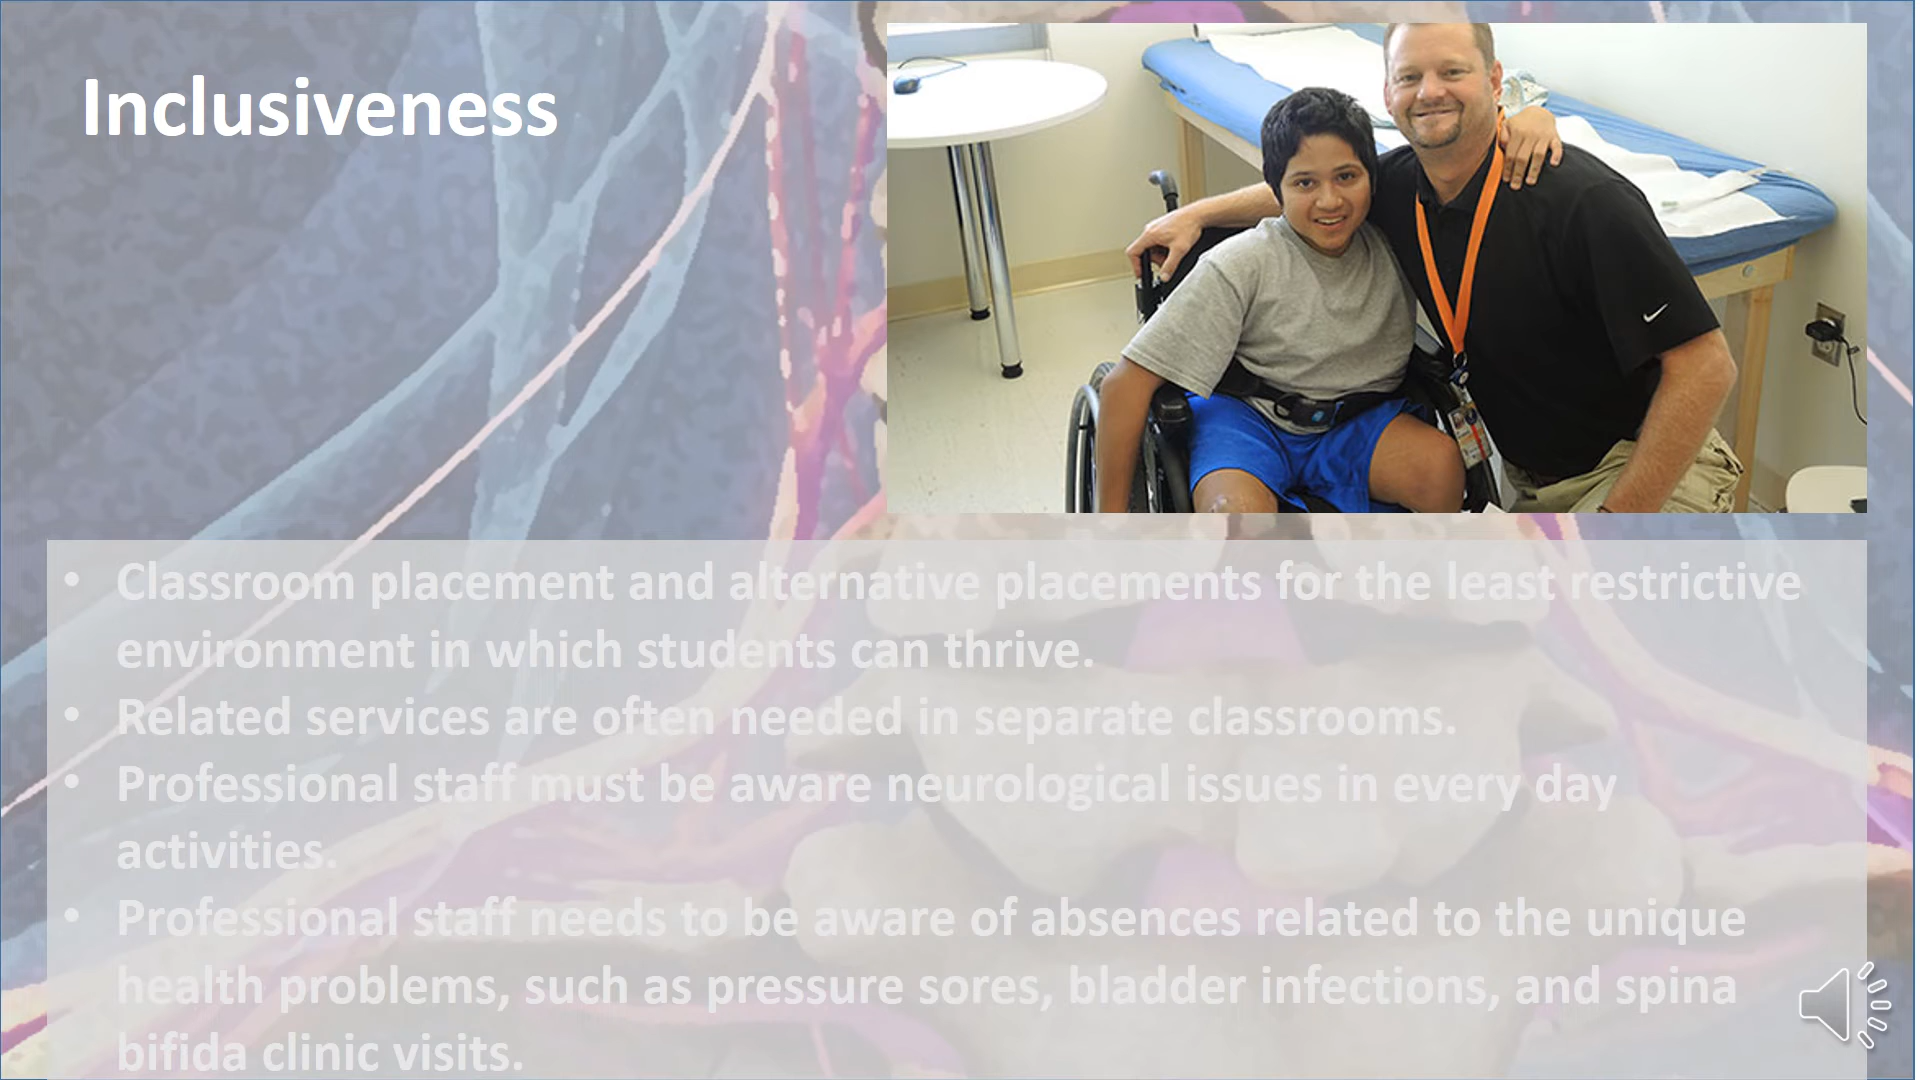 Inclusiveness
• Classroom placement and alternative placements for the least restrictive
environment in which students can thrive.
• Related services are often needed in separate classrooms.
• Professional staff must be aware neurological issues in every day
activities.
• Professional staff needs to be aware of absences related to the unique
health problems, such as pressure sores, bladder infections, and spina
bifida clinic visits.